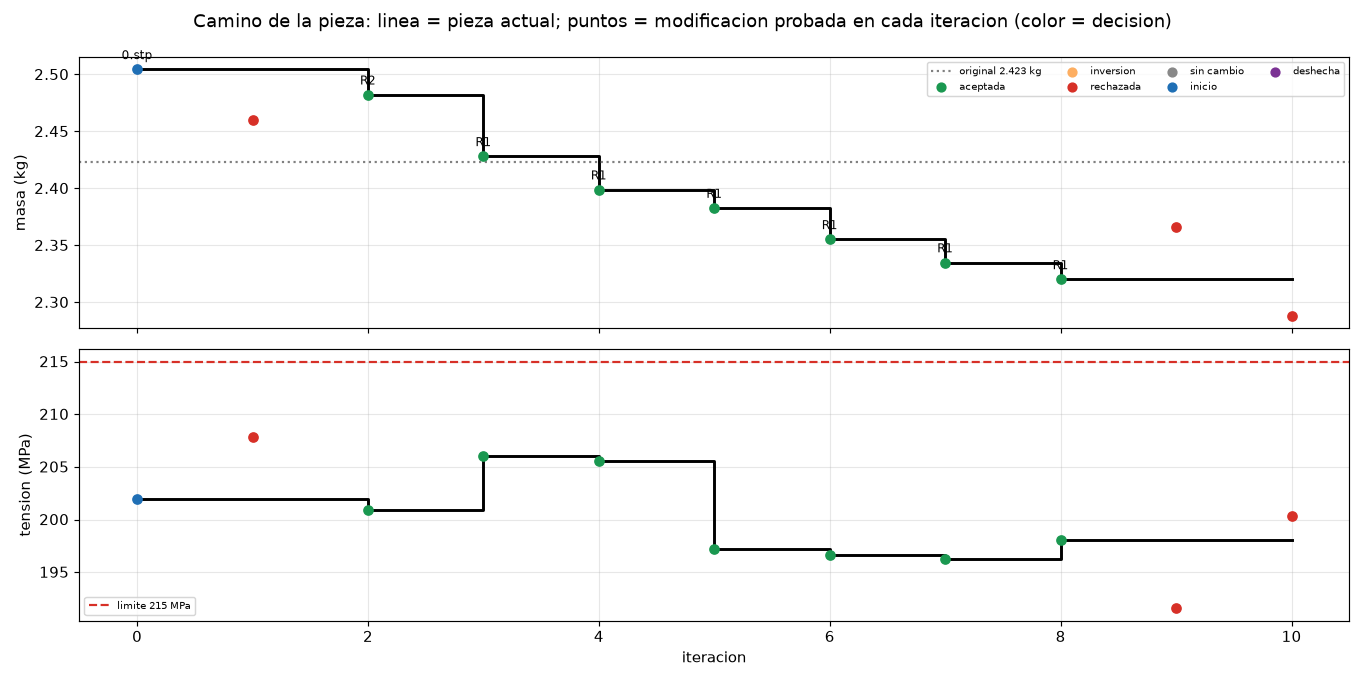 Camino de la pieza: linea = pieza actual; puntos = modificacion probada en cada iteracion (color = decision)
0.stp
R2
R1
R1
R1
R1
R1
R1
original 2.423 kg
aceptada
inversion
rechazada
sin cambio
inicio
deshecha
masa (kg)
2.50
2.45
2.40
2.35
2.30
tension (MPa)
215
210
205
200
195
limite 215 MPa
0
2
4
6
8
10
iteracion